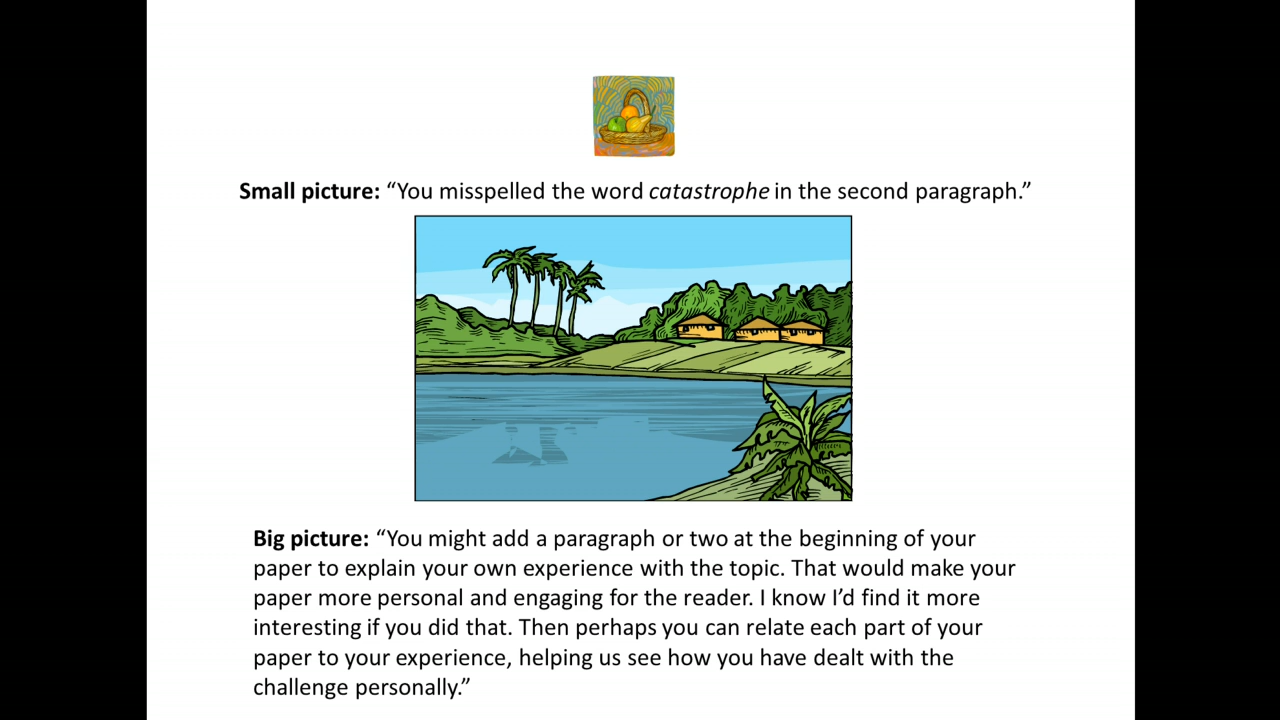 Small picture: “You misspelled the word catastrophe in the second paragraph.”
Big picture: “You might add a paragraph or two at the beginning of your
paper to explain your own experience with the topic. That would make your
paper more personal and engaging for the reader. I know I’d find it more
interesting if you did that. Then perhaps you can relate each part of your
paper to your experience, helping us see how you have dealt with the
challenge personally.”